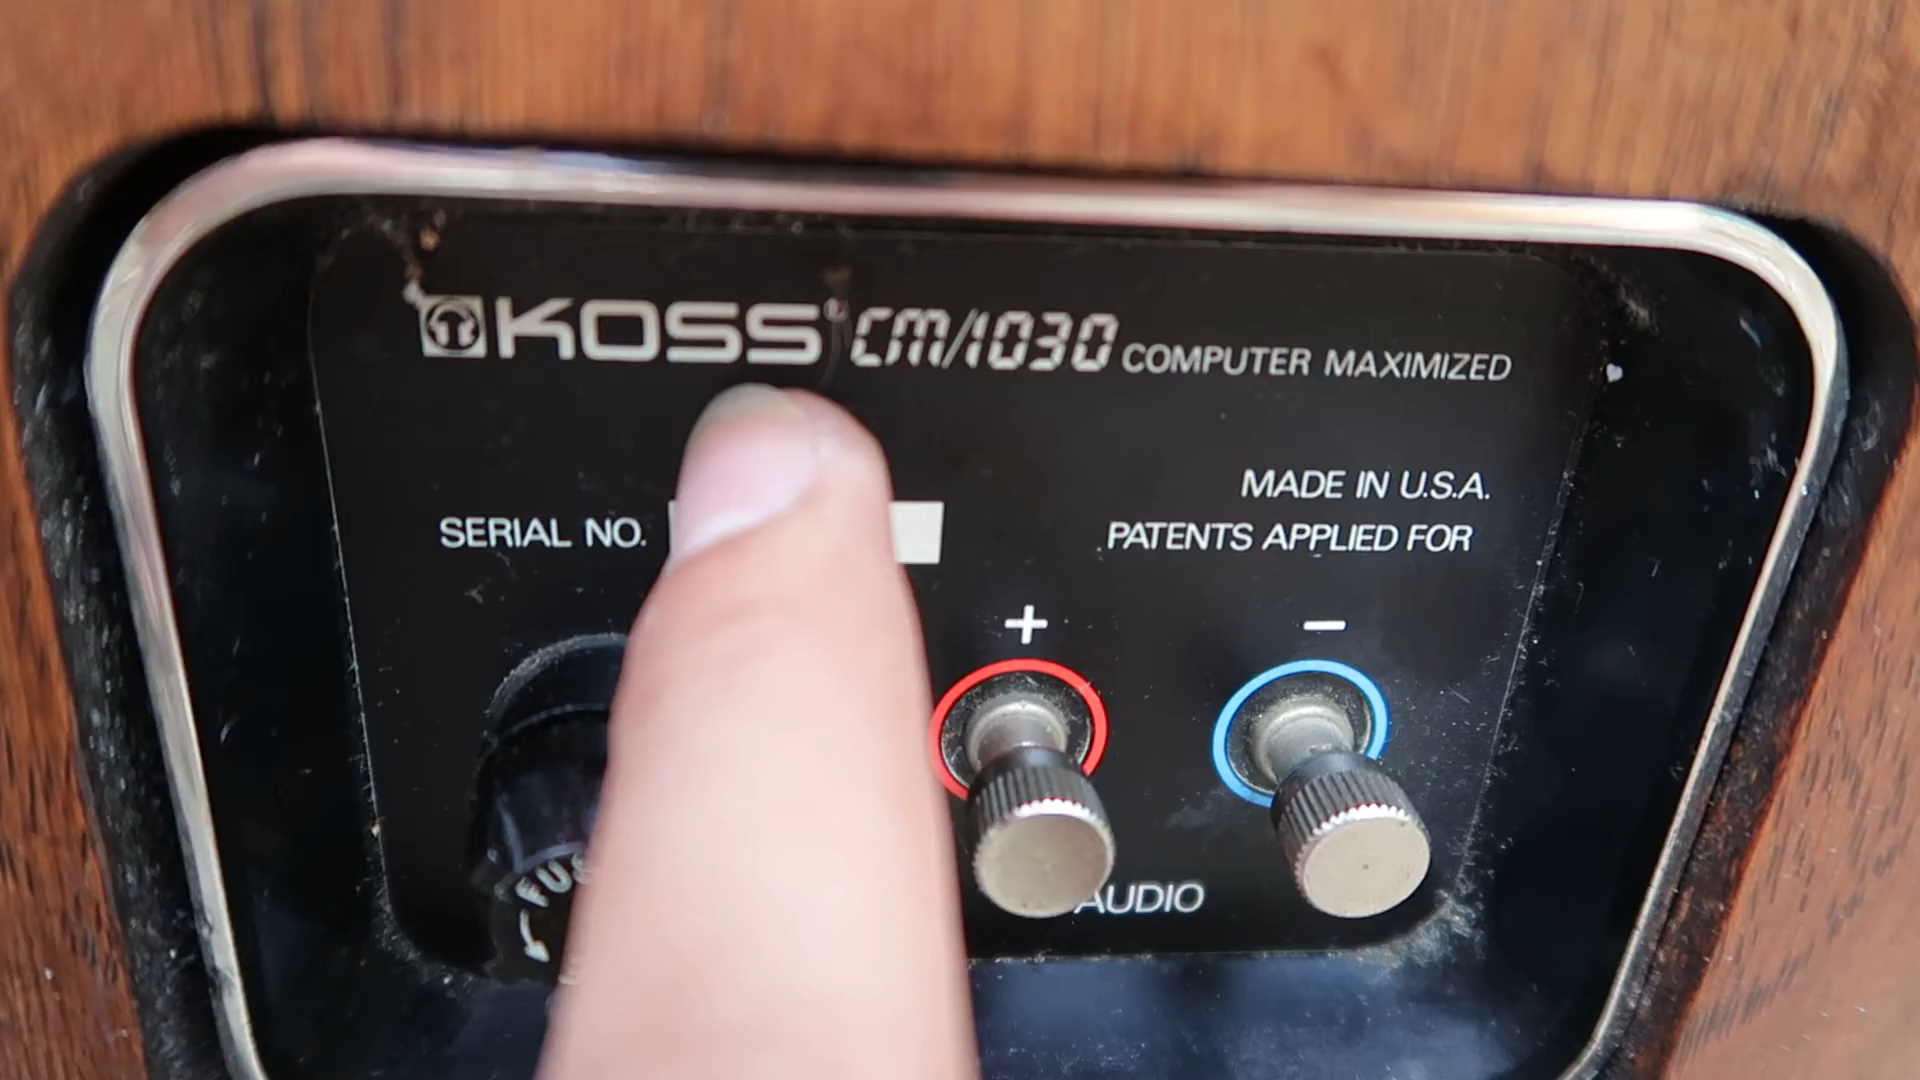 KOSS® CM/1030 COMPUTER MAXIMIZED
MADE IN U.S.A.
SERIAL NO.
PATENTS APPLIED FOR
+ −
AUDIO